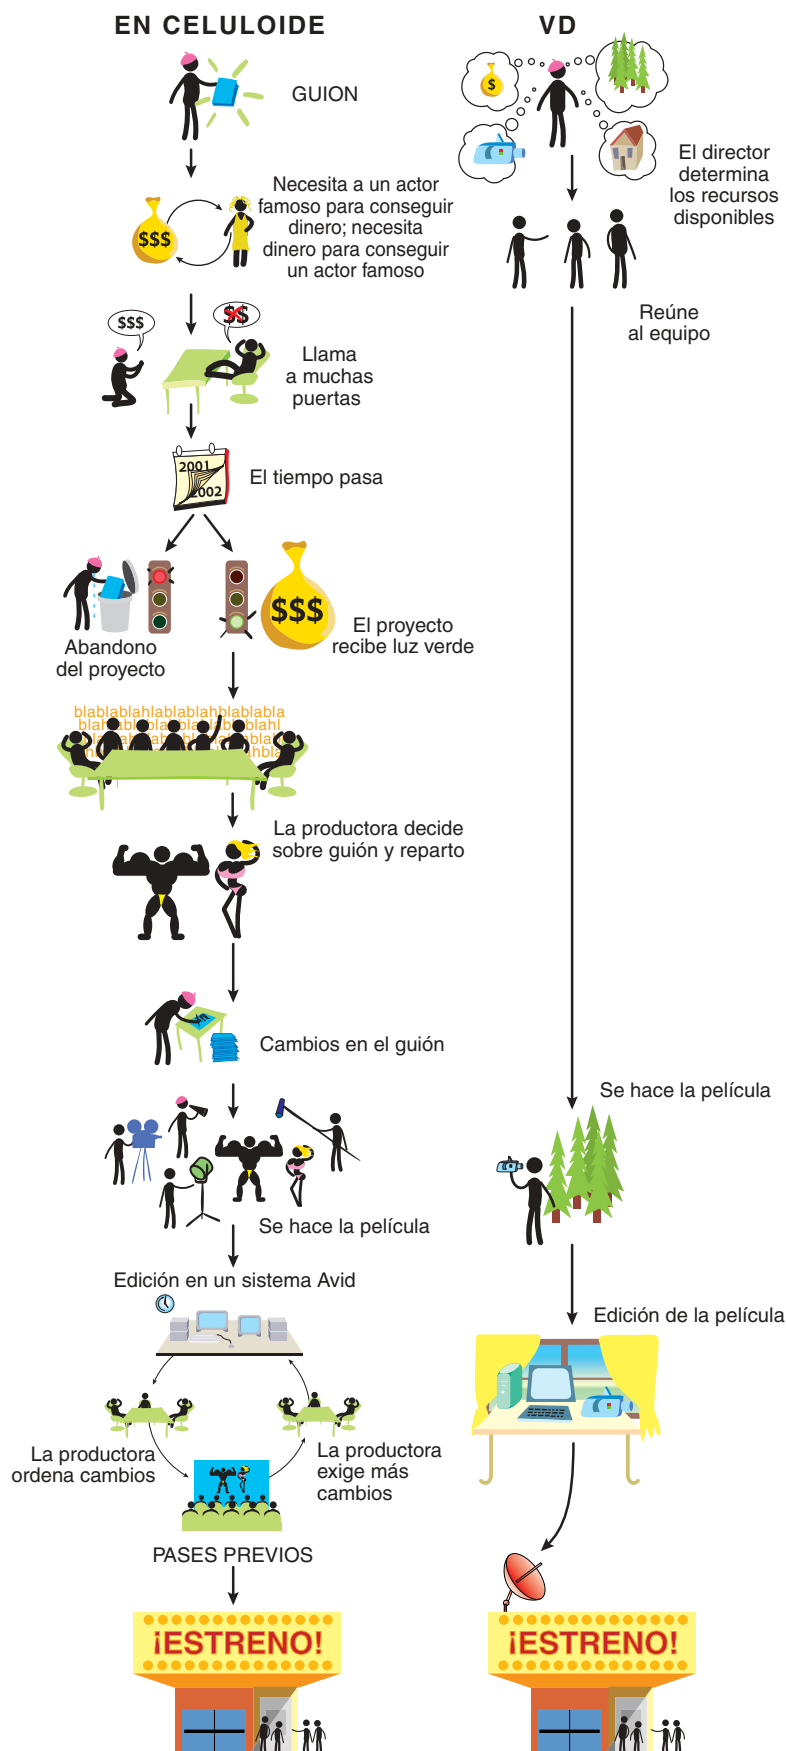 EN CELULOIDE
VD
GUION
$
El director
determina
los recursos
disponibles
Necesita a un actor
famoso para conseguir
dinero; necesita
dinero para conseguir
un actor famoso
$$$
Reúne
al equipo
$$$
$$
Llama
a muchas
puertas
2001
2002
El tiempo pasa
$$$
El proyecto
recibe luz verde
Abandono
del proyecto
blablablahlablablahblablabla
La productora decide
sobre guión y reparto
Cambios en el guión
Se hace la película
Se hace la película
Edición en un sistema Avid
Edición de la película
La productora
ordena cambios
La productora
exige más
cambios
PASES PREVIOS
¡ESTRENO!
¡ESTRENO!